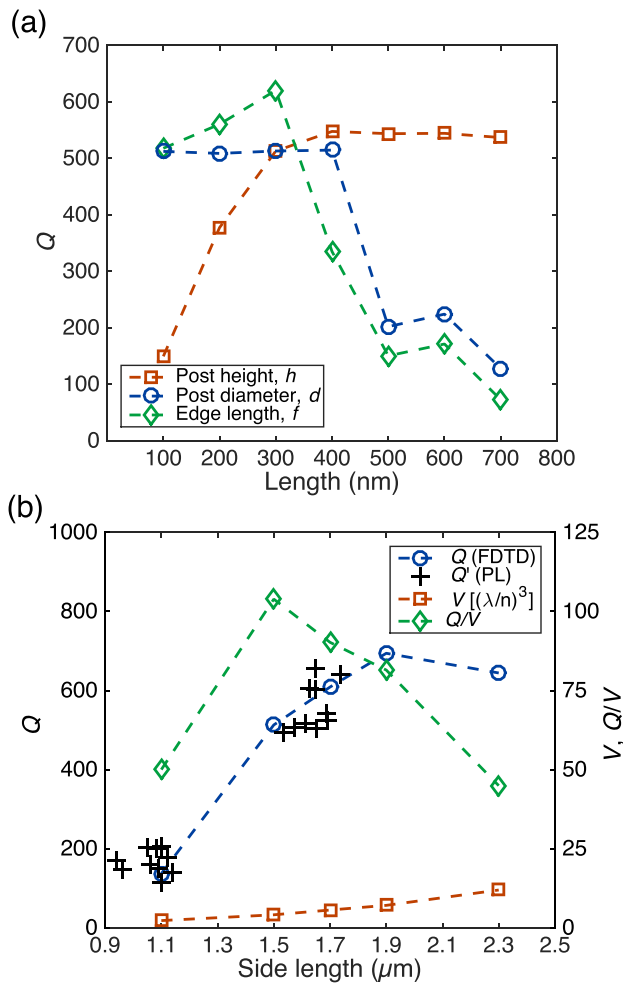 (a)
700
600
500
400
300
200
100
0
Q
Post height, h
Post diameter, d
Edge length, f
100 200 300 400 500 600 700 800
Length (nm)
(b)
1000
800
600
400
200
0
Q
Q (FDTD)
Q' (PL)
V [(λ/n)^3]
Q/V
125
100
75
50
25
0
V, Q/V
0.9 1.1 1.3 1.5 1.7 1.9 2.1 2.3 2.5
Side length (μm)